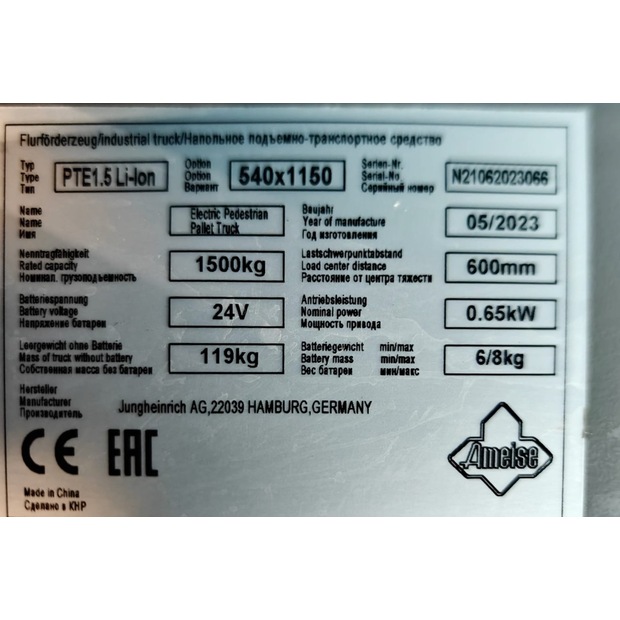 Flurförderzeug/industrial truck/Напольное подъемно-транспортное средство
Typ
Type
Тип
PTE1.5 Li-Ion
Option
Option
Вариант
540x1150
Serien-Nr.
Serial-No.
Серийный номер
N21062023066
Name
Name
Имя
Electric Pedestrian
Pallet Truck
Baujahr
Year of manufacture
Год изготовления
05/2023
Nenntragfähigkeit
Rated capacity
Номинал. грузоподъемность
1500kg
Lastschwerpunktabstand
Load center distance
Расстояние от центра тяжести
600mm
Batteriespannung
Battery voltage
Напряжение батареи
24V
Antriebsleistung
Nominal power
Мощность привода
0.65kW
Leergewicht ohne Batterie
Mass of truck without battery
Собственная масса без батареи
119kg
Batteriegewicht min/max
Battery mass min/max
Вес батареи мин/макс
6/8kg
Hersteller
Manufacturer
Производитель
Jungheinrich AG,22039 HAMBURG,GERMANY
CE EAC
Ameise
Made in China
Сделано в КНР